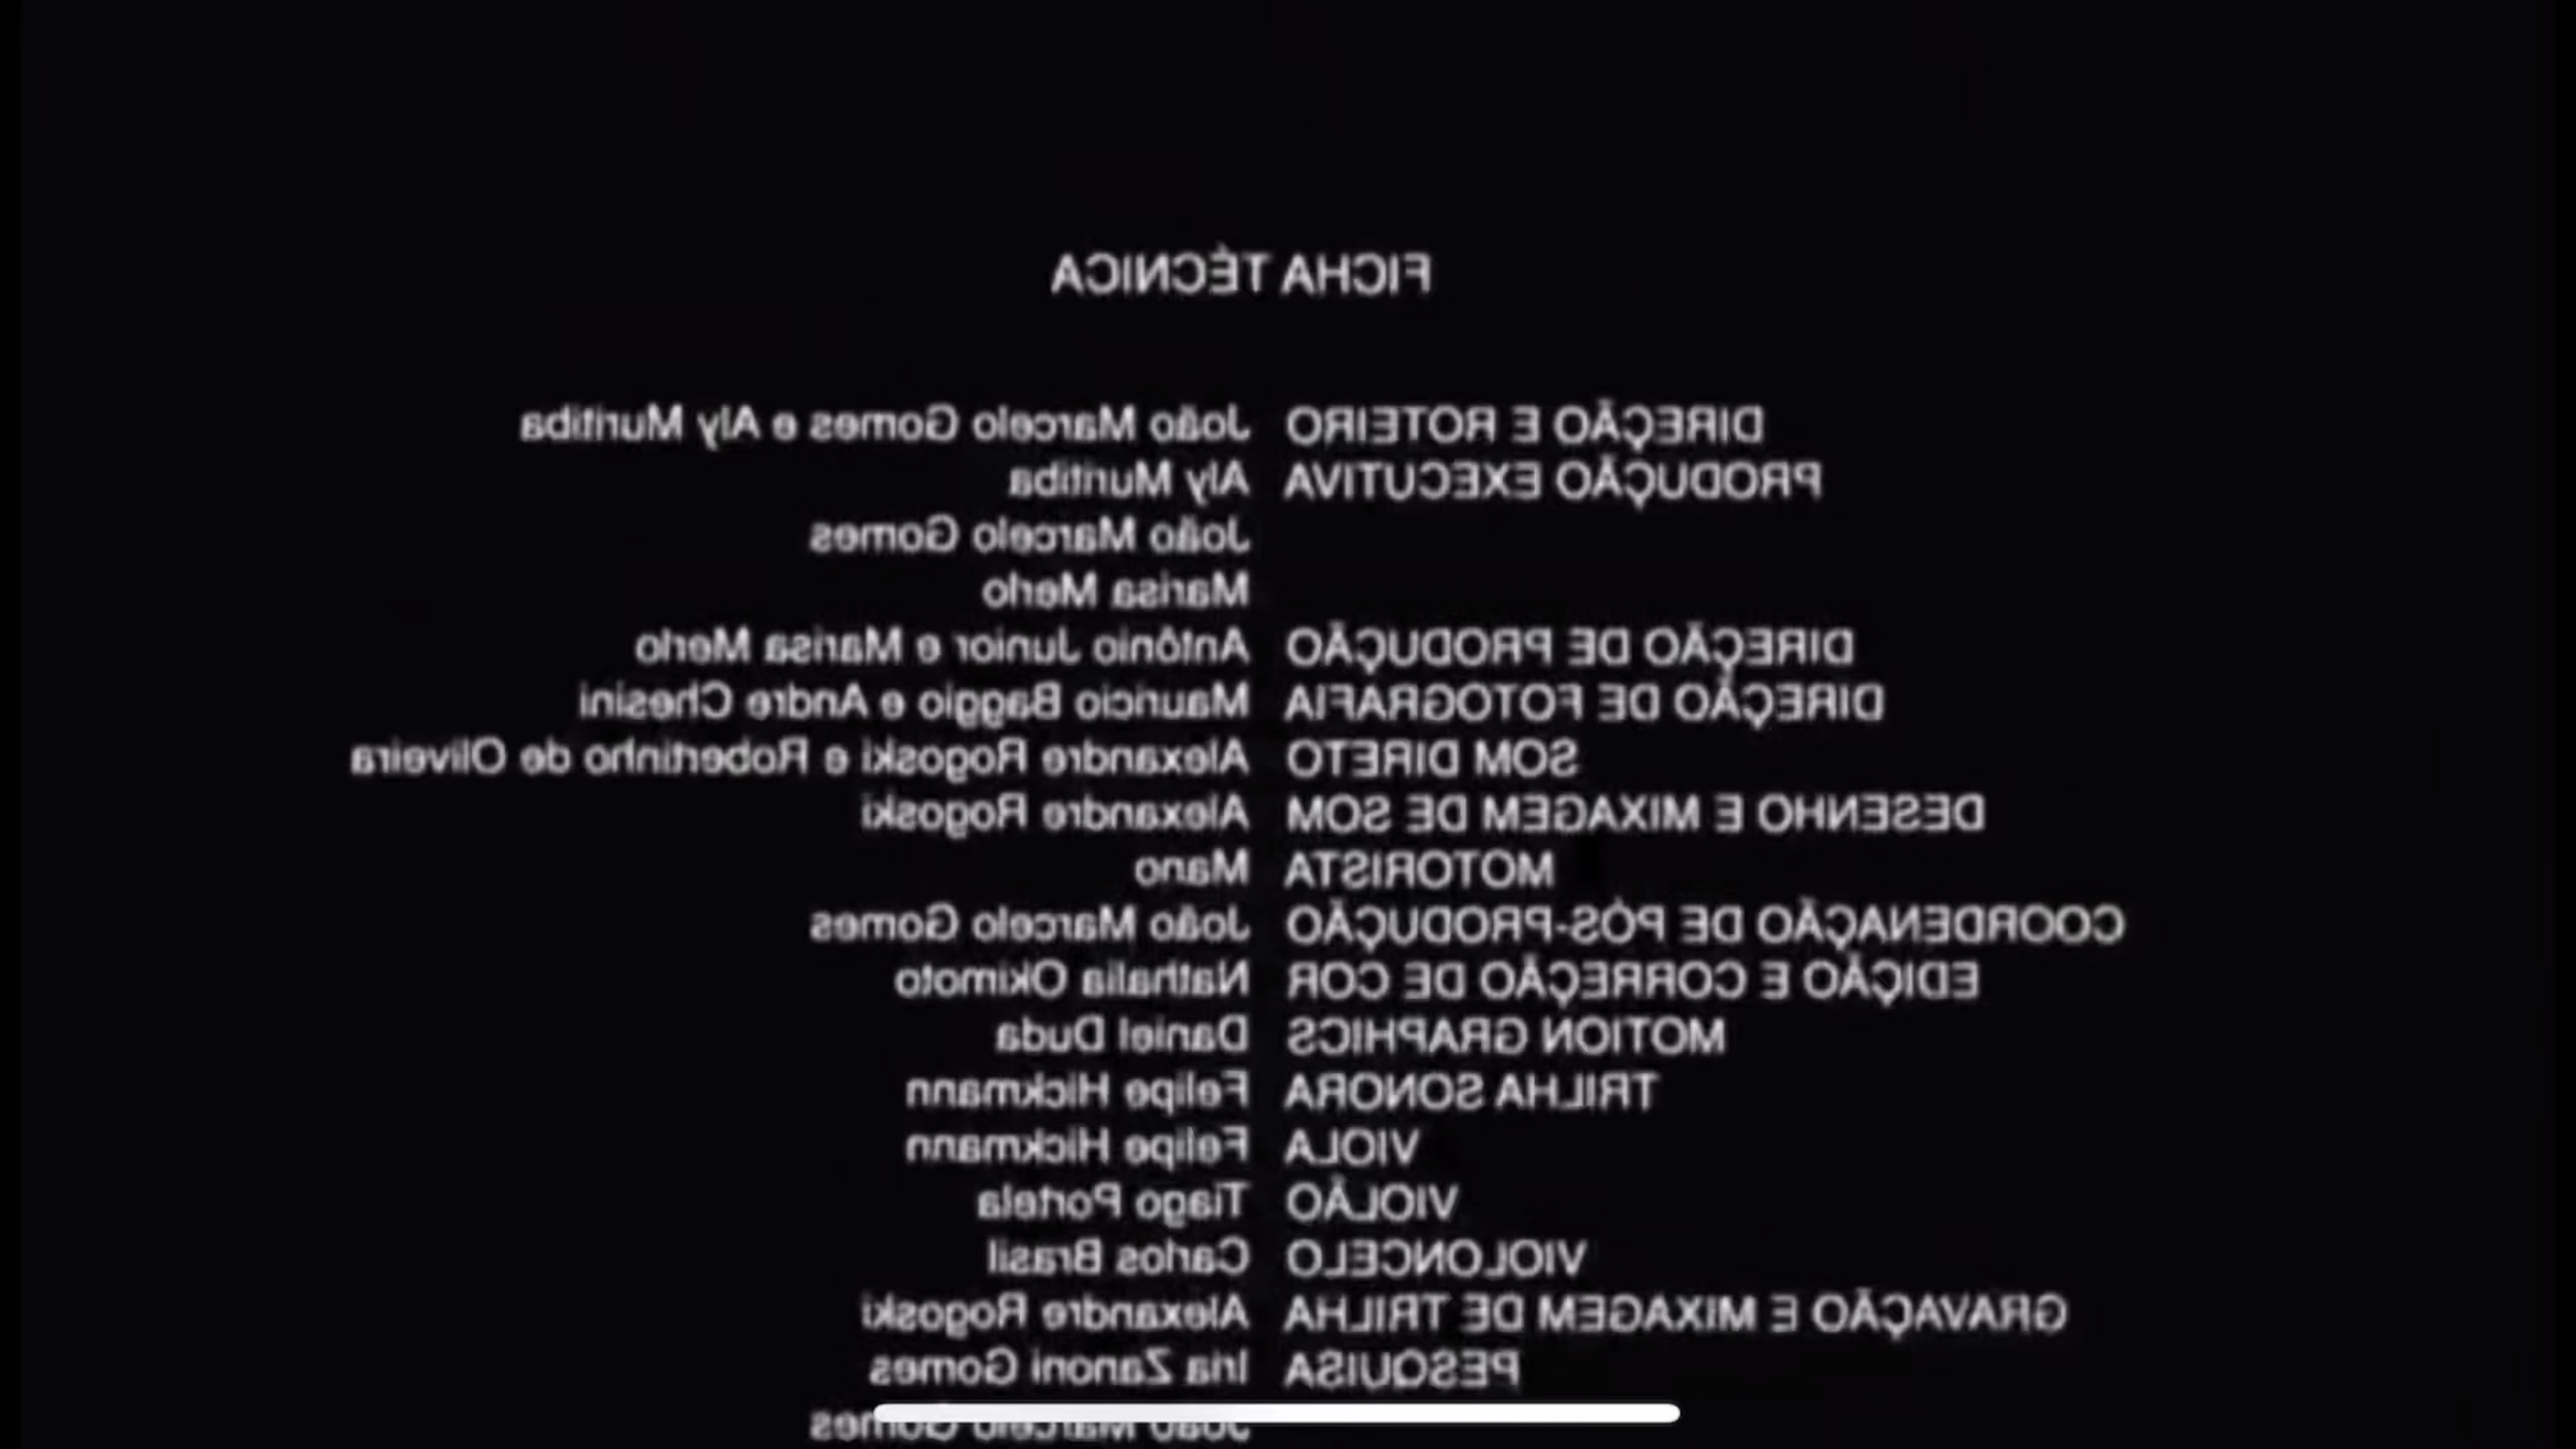 FICHA TÉCNICA
DIREÇÃO E ROTEIRO João Marcelo Gomes e Aly Muritiba
PRODUÇÃO EXECUTIVA Aly Muritiba
João Marcelo Gomes
Marisa Merlo
DIREÇÃO DE PRODUÇÃO Antônio Junior e Marisa Merlo
DIREÇÃO DE FOTOGRAFIA Mauricio Baggio e Andre Chesini
SOM DIRETO Alexandre Rogoski e Robertinho de Oliveira
DESENHO E MIXAGEM DE SOM Alexandre Rogoski
MOTORISTA Mano
COORDENAÇÃO DE PÓS-PRODUÇÃO João Marcelo Gomes
EDIÇÃO E CORREÇÃO DE COR Nathalia Okimoto
MOTION GRAPHICS Daniel Duda
TRILHA SONORA Felipe Hickmann
VIOLA Felipe Hickmann
VIOLÃO Tiago Portela
VIOLONCELO Carlos Brasil
GRAVAÇÃO E MIXAGEM DE TRILHA Alexandre Rogoski
PESQUISA Iria Zanoni Gomes
João Marcelo Gomes